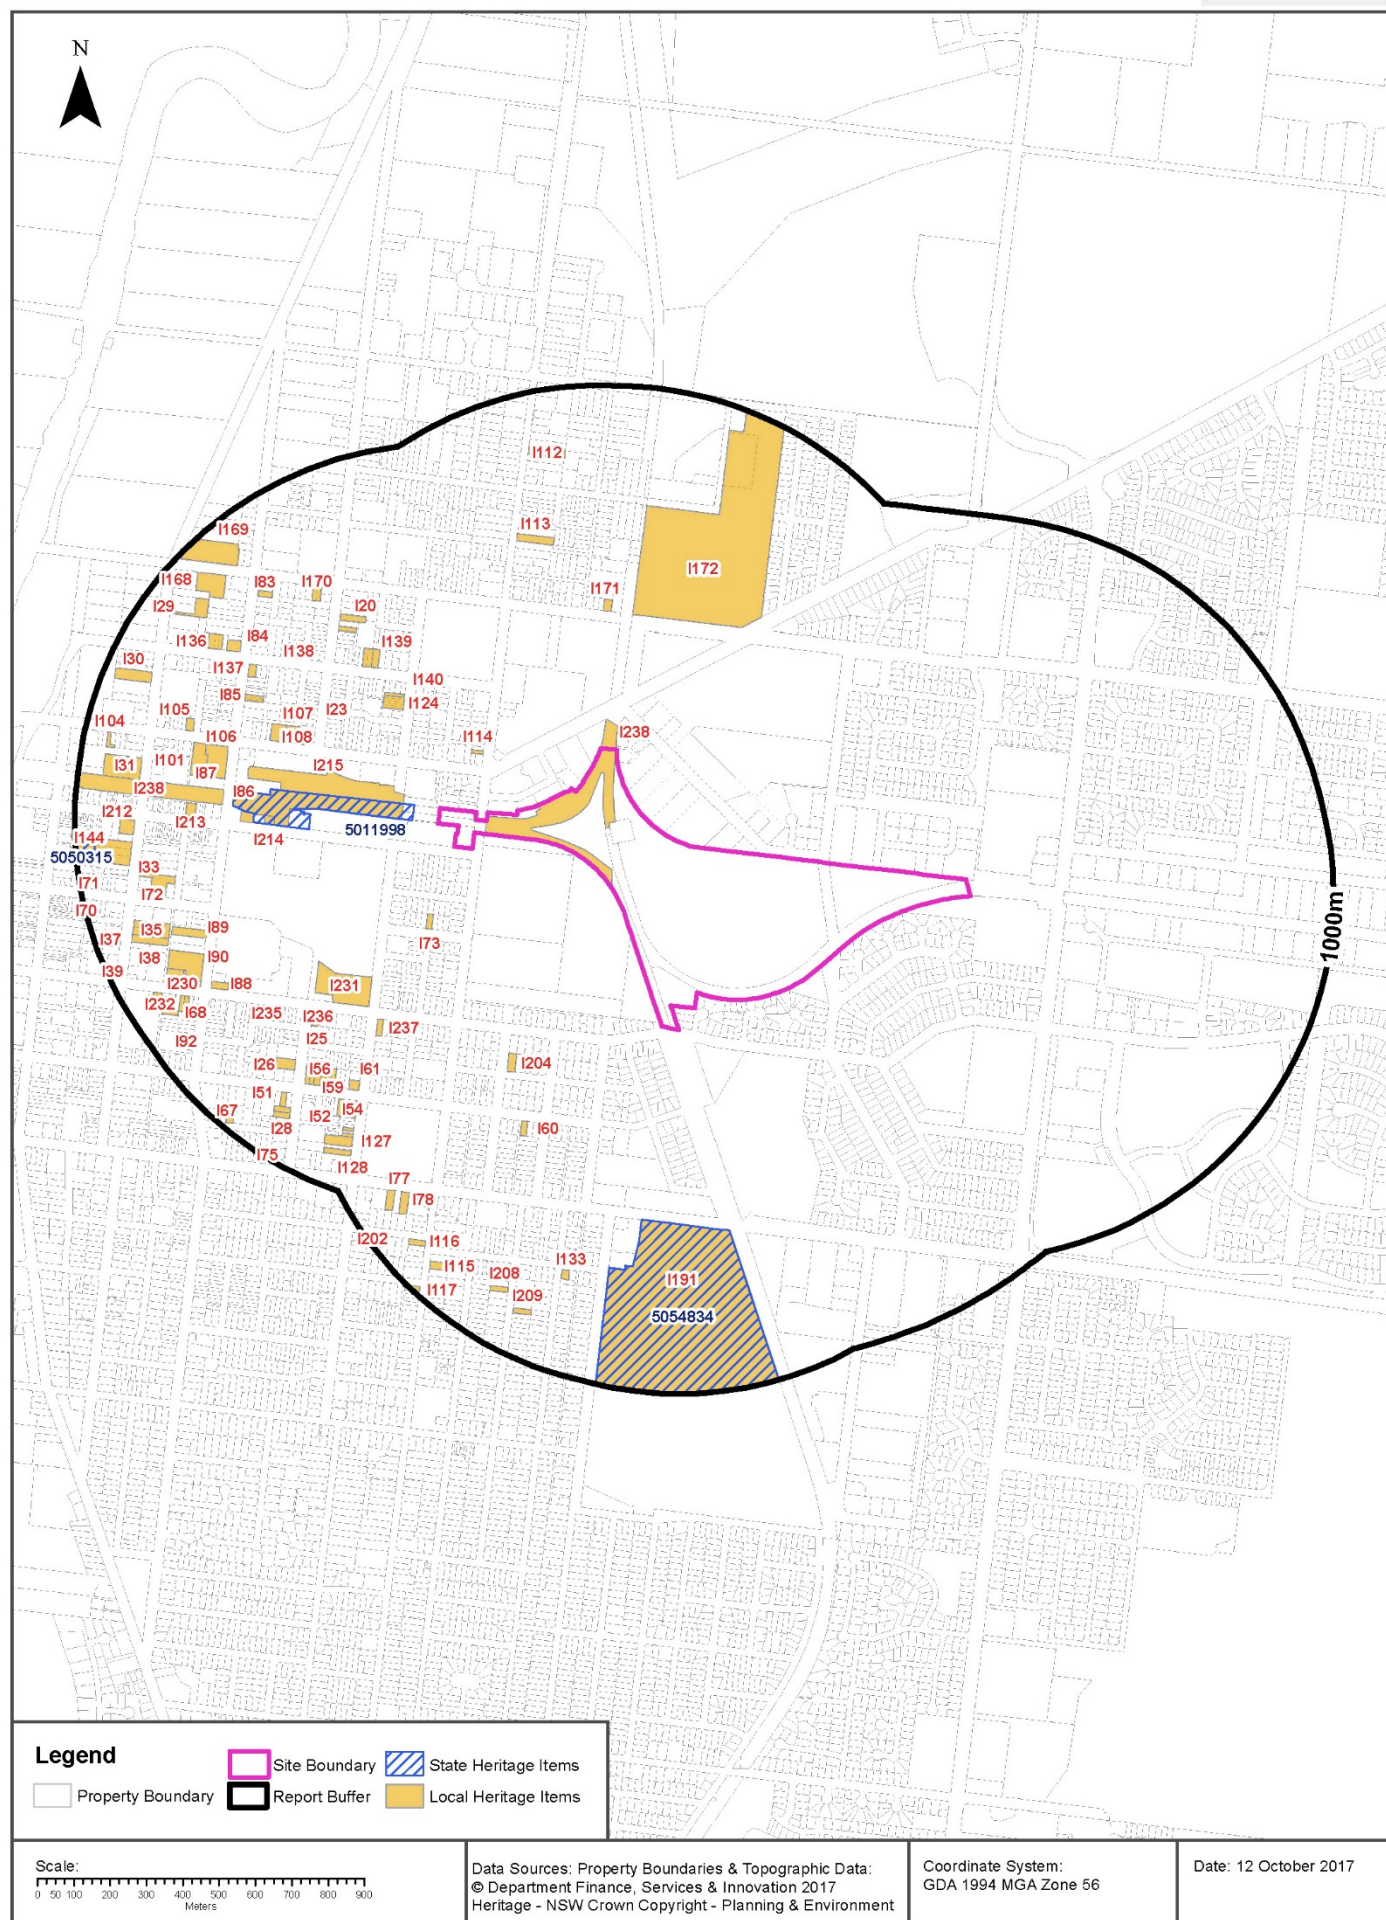 N
I112
I169
I113
I172
I168
I83
I170
I171
I29
I20
I136
I84
I138
I139
I30
I137
I140
I85
I23
I124
I105
I107
I104
I106
I108
I114
I238
I101
I31
I87
I215
I238
I86
I212
I213
5011998
I144
I214
5050315
I33
I71
I72
I70
I35
I89
I73
1000m
I37
I38
I90
I39
I230
I88
I231
I232
I68
I235
I236
I237
I92
I25
I26
I56
I61
I204
I51
I59
I67
I52
I54
I28
I60
I127
I75
I128
I77
I78
I202
I116
I115
I208
I133
I191
I117
I209
5054834
Legend
Site Boundary
State Heritage Items
Property Boundary
Report Buffer
Local Heritage Items
Scale:
0 50 100 200 300 400 500 600 700 800 900
Meters
Data Sources: Property Boundaries & Topographic Data:
© Department Finance, Services & Innovation 2017
Heritage - NSW Crown Copyright - Planning & Environment
Coordinate System:
GDA 1994 MGA Zone 56
Date: 12 October 2017